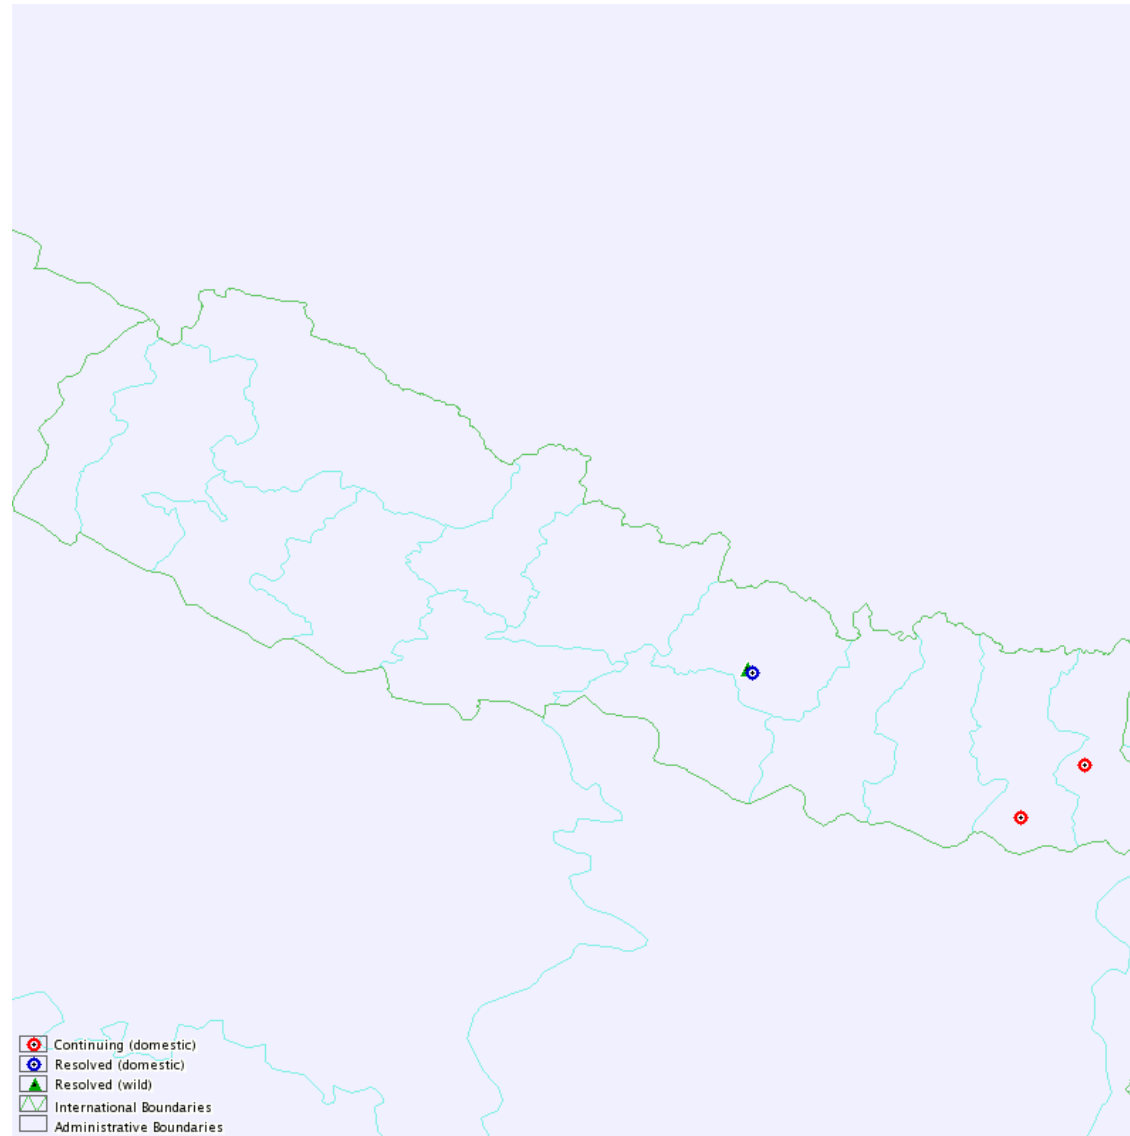 Continuing (domestic)
Resolved (domestic)
Resolved (wild)
International Boundaries
Administrative Boundaries